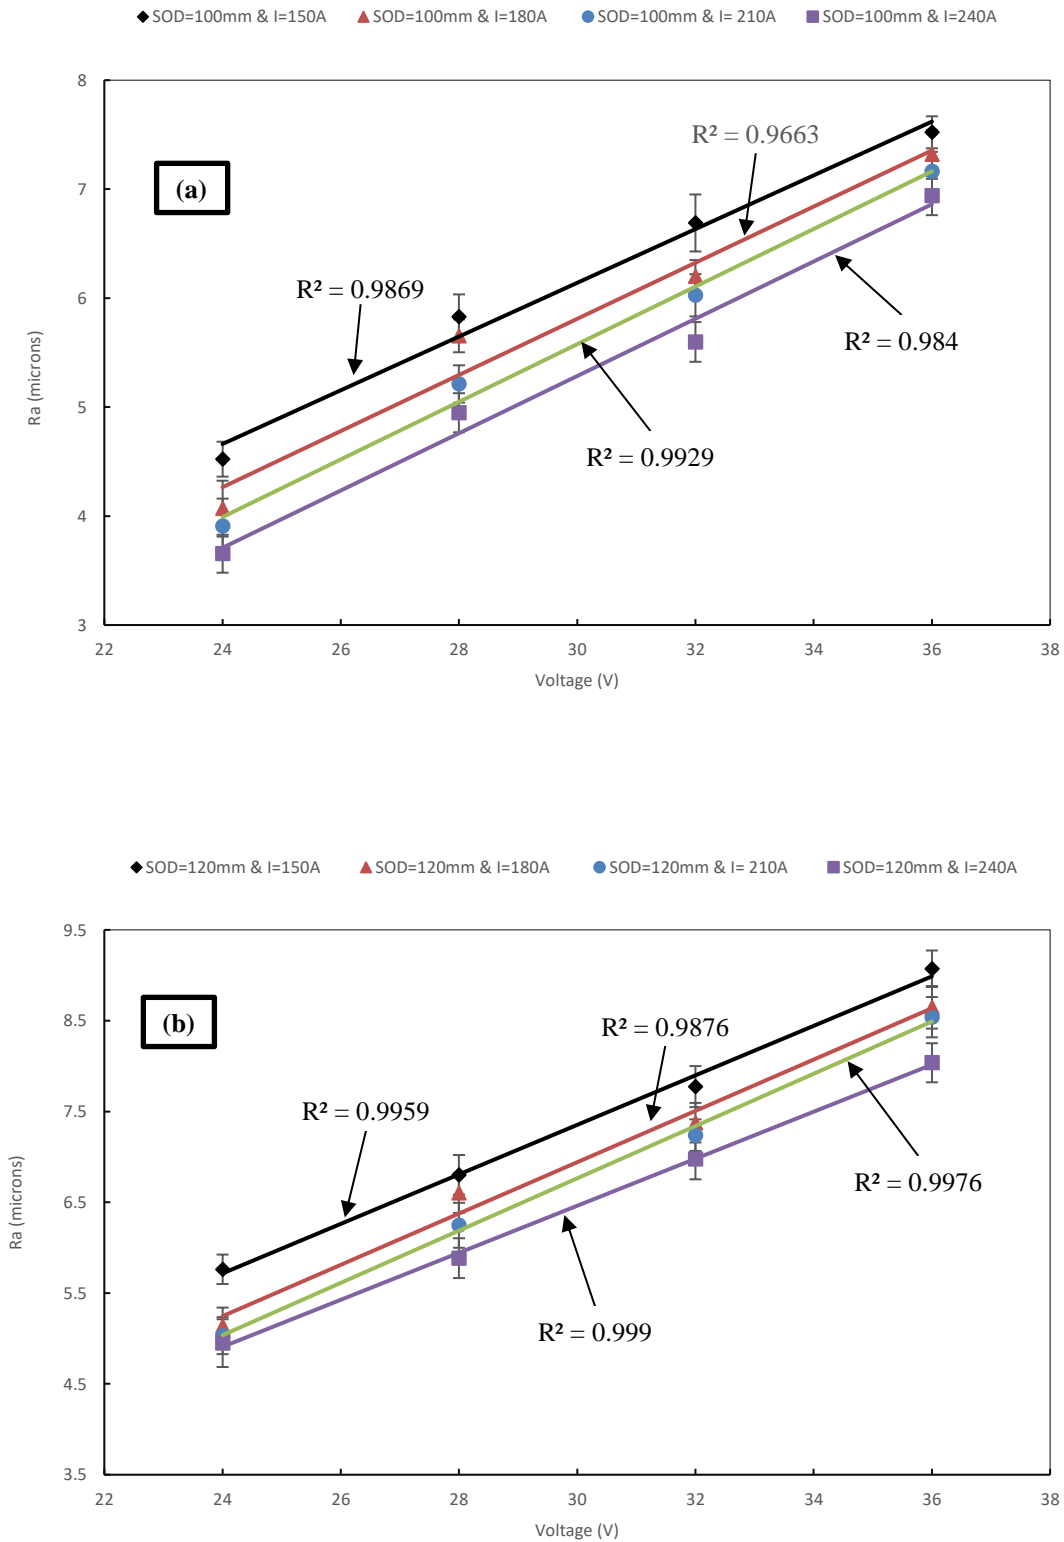 SOD=100mm & I=150A SOD=100mm & I=180A SOD=100mm & I= 210A SOD=100mm & I=240A
8
R² = 0.9663
(a)
7
R² = 0.9869
6
R² = 0.984
Ra (microns)
5
R² = 0.9929
4
3
22 24 26 28 30 32 34 36 38
Voltage (V)
SOD=120mm & I=150A SOD=120mm & I=180A SOD=120mm & I= 210A SOD=120mm & I=240A
9.5
(b)
8.5
R² = 0.9876
7.5
R² = 0.9959
R² = 0.9976
6.5
Ra (microns)
5.5
R² = 0.999
4.5
3.5
22 24 26 28 30 32 34 36 38
Voltage (V)